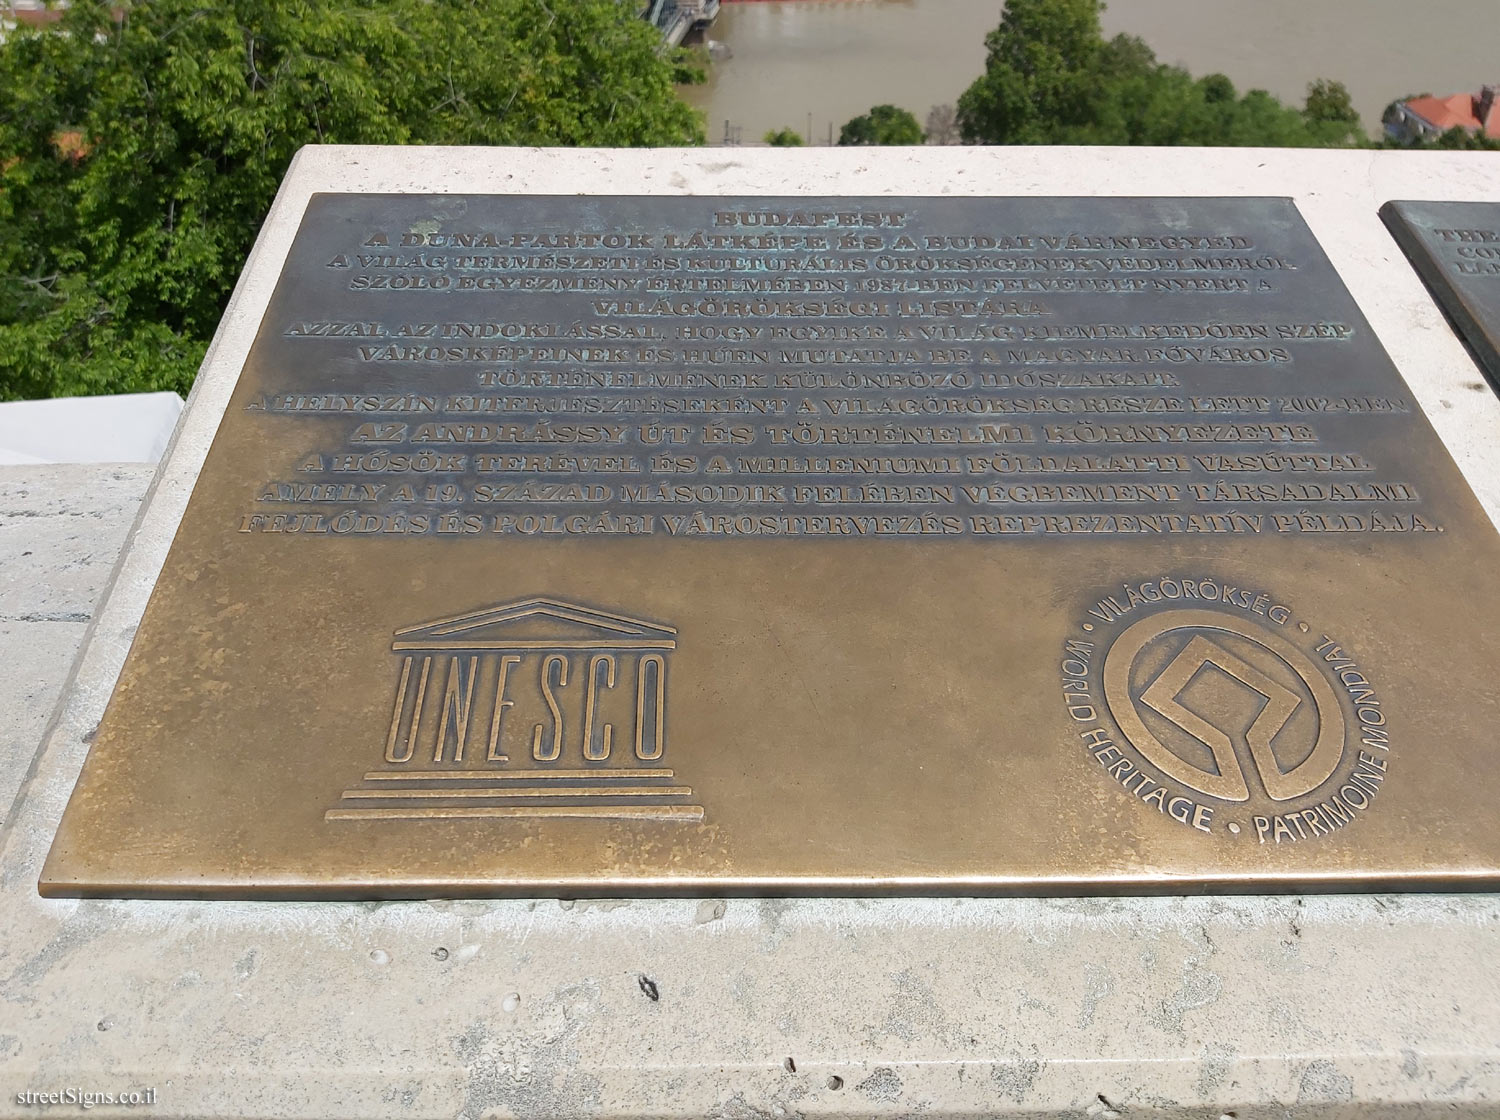 BUDAPEST
A DUNA-PARTOK LÁTKÉPE ÉS A BUDAI VÁRNEGYED
A VILÁG TERMÉSZETI ÉS KULTURÁLIS ÖRÖKSÉGÉNEK VÉDELMÉRŐL
SZÓLÓ EGYEZMÉNY ÉRTELMÉBEN 1987-BEN FELVÉTELT NYERT A
VILÁGÖRÖKSÉGI LISTÁRA
AZZAL AZ INDOKLÁSSAL, HOGY EGYIKE A VILÁG KIEMELKEDŐEN SZÉP
VÁROSKÉPEINEK ÉS HŰEN MUTATJA BE A MAGYAR FŐVÁROS
TÖRTÉNELMÉNEK KÜLÖNBÖZŐ IDŐSZAKAIT.
A HELYSZÍN KITERJESZTÉSEKÉNT A VILÁGÖRÖKSÉG RÉSZE LETT 2002-BEN
AZ ANDRÁSSY ÚT ÉS TÖRTÉNELMI KÖRNYEZETE
A HŐSÖK TERÉVEL ÉS A MILLENIUMI FÖLDALATTI VASÚTTAL
AMELY A 19. SZÁZAD MÁSODIK FELÉBEN VÉGBEMENT TÁRSADALMI
FEJLŐDÉS ÉS POLGÁRI VÁROSTERVEZÉS REPREZENTATÍV PÉLDÁJA.
UNESCO
• VILÁGÖRÖKSÉG • WORLD HERITAGE • PATRIMOINE MONDIAL
THE
streetSigns.co.il